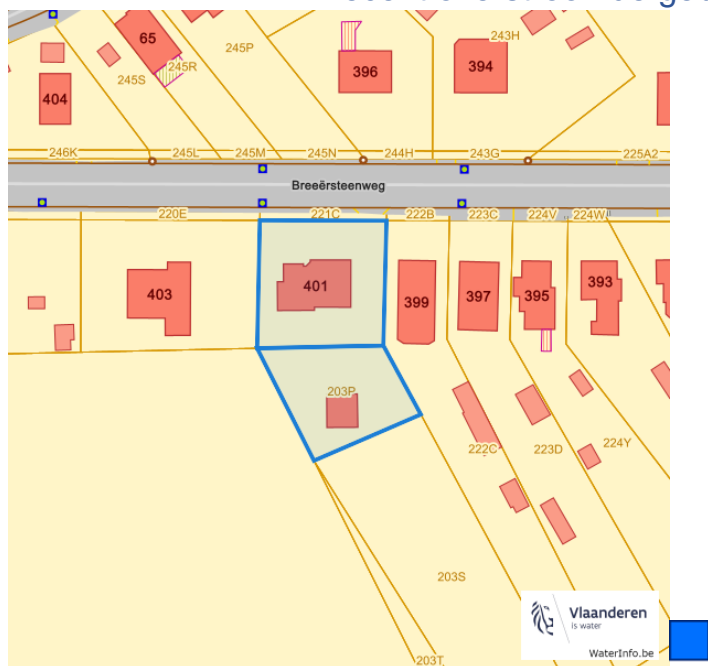 65
245P
243H
245R
245S
396
394
404
246K
245L
245M
245N
244H
243G
225A2
Breeërsteenweg
220E
221C
222B
223C
224V
224W
403
401
399
397
395
393
203P
222C
223D
224Y
203S
203T
Vlaanderen
is water
WaterInfo.be